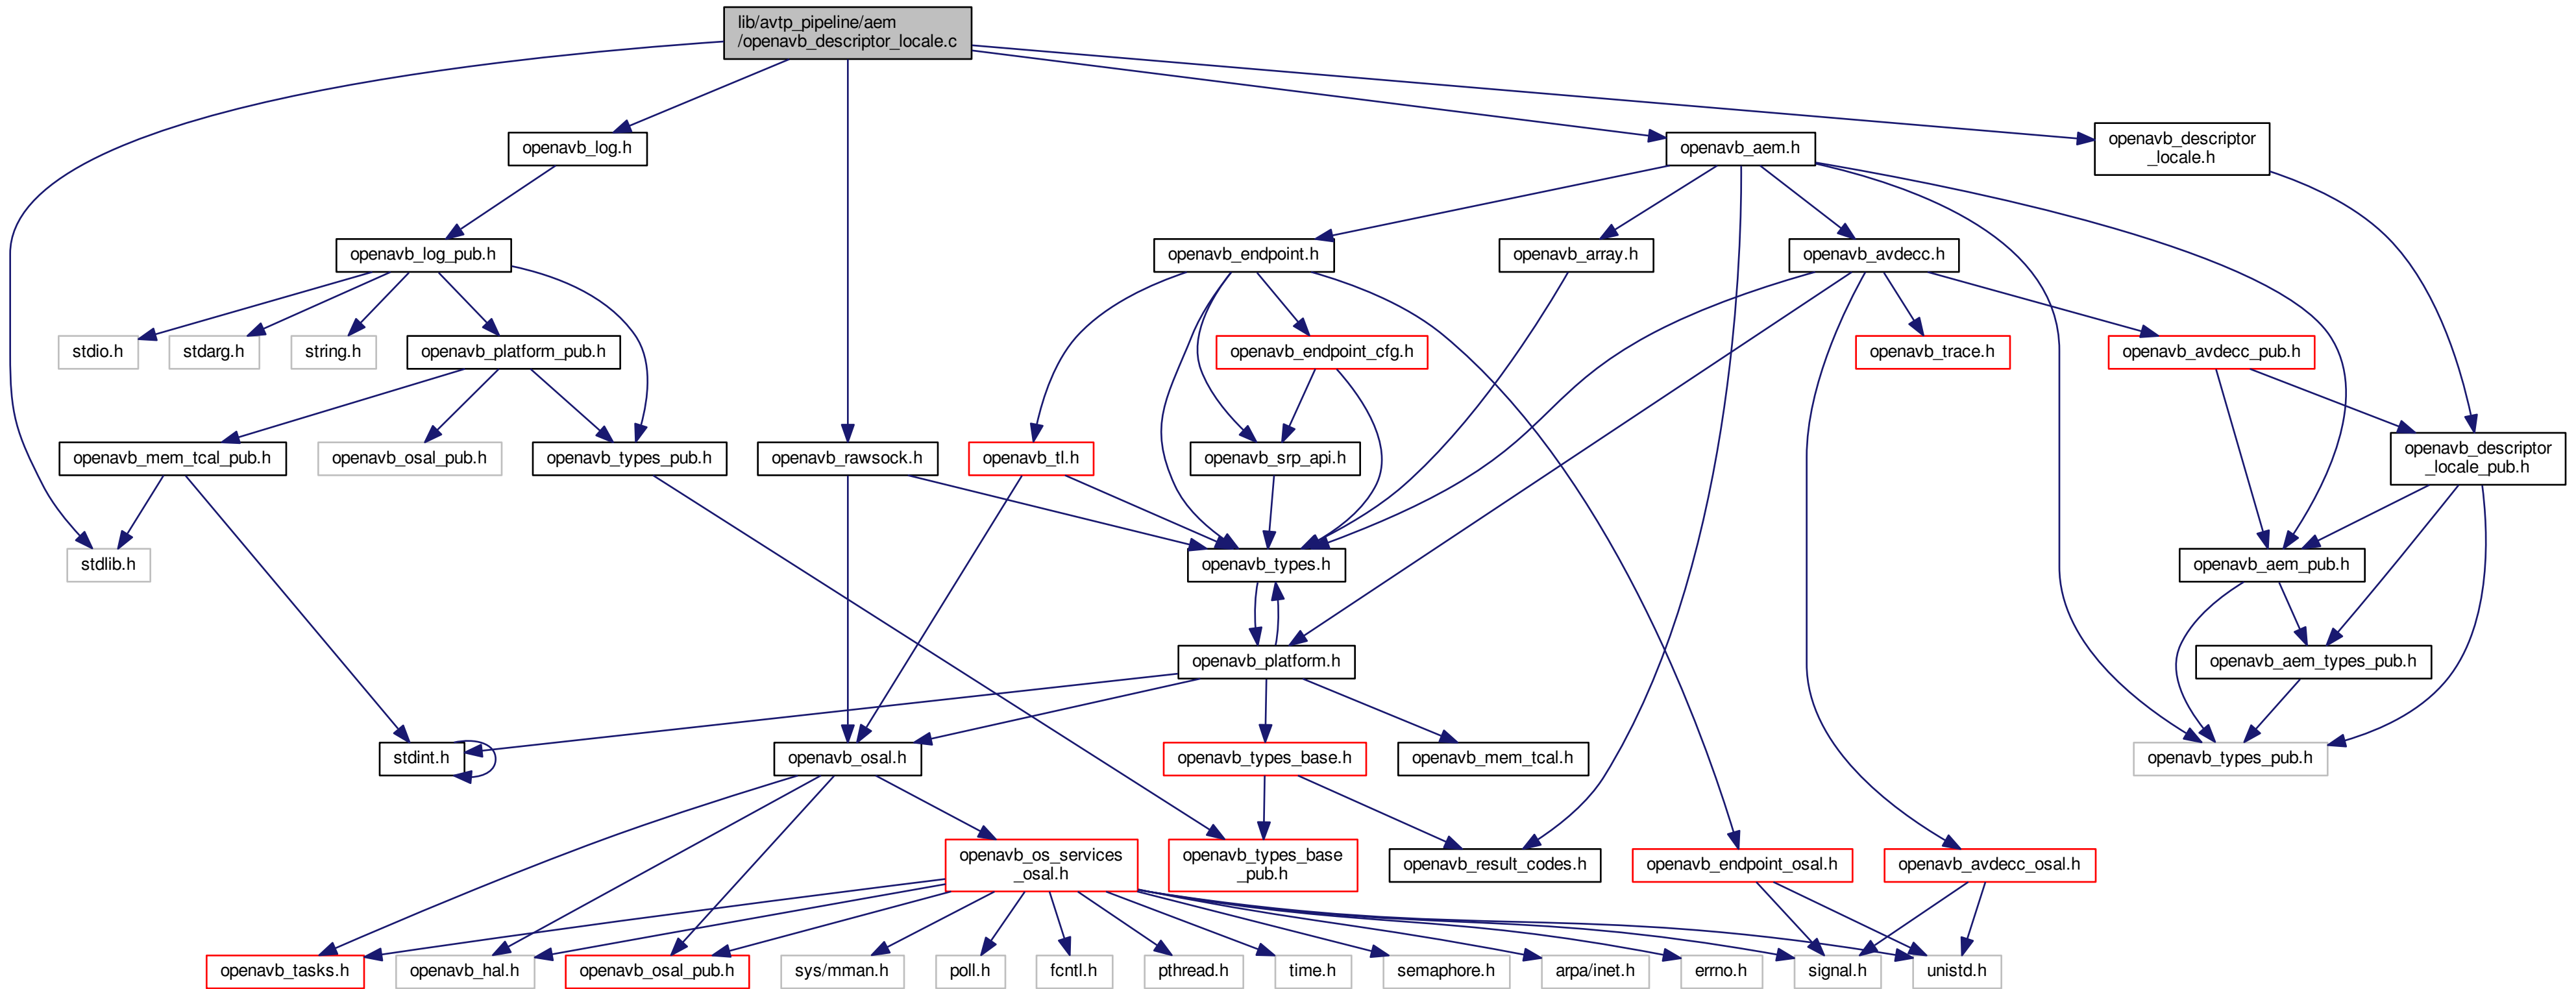 lib/avtp_pipeline/aem
/openavb_descriptor_locale.c
openavb_log.h
openavb_aem.h
openavb_descriptor
_locale.h
openavb_log_pub.h
openavb_endpoint.h
openavb_array.h
openavb_avdecc.h
stdio.h
stdarg.h
string.h
openavb_platform_pub.h
openavb_endpoint_cfg.h
openavb_trace.h
openavb_avdecc_pub.h
openavb_mem_tcal_pub.h
openavb_osal_pub.h
openavb_types_pub.h
openavb_rawsock.h
openavb_tl.h
openavb_srp_api.h
openavb_descriptor
_locale_pub.h
stdlib.h
openavb_types.h
openavb_aem_pub.h
openavb_platform.h
openavb_aem_types_pub.h
stdint.h
openavb_osal.h
openavb_types_base.h
openavb_mem_tcal.h
openavb_types_pub.h
openavb_os_services
_osal.h
openavb_types_base
_pub.h
openavb_result_codes.h
openavb_endpoint_osal.h
openavb_avdecc_osal.h
openavb_tasks.h
openavb_hal.h
openavb_osal_pub.h
sys/mman.h
poll.h
fcntl.h
pthread.h
time.h
semaphore.h
arpa/inet.h
errno.h
signal.h
unistd.h